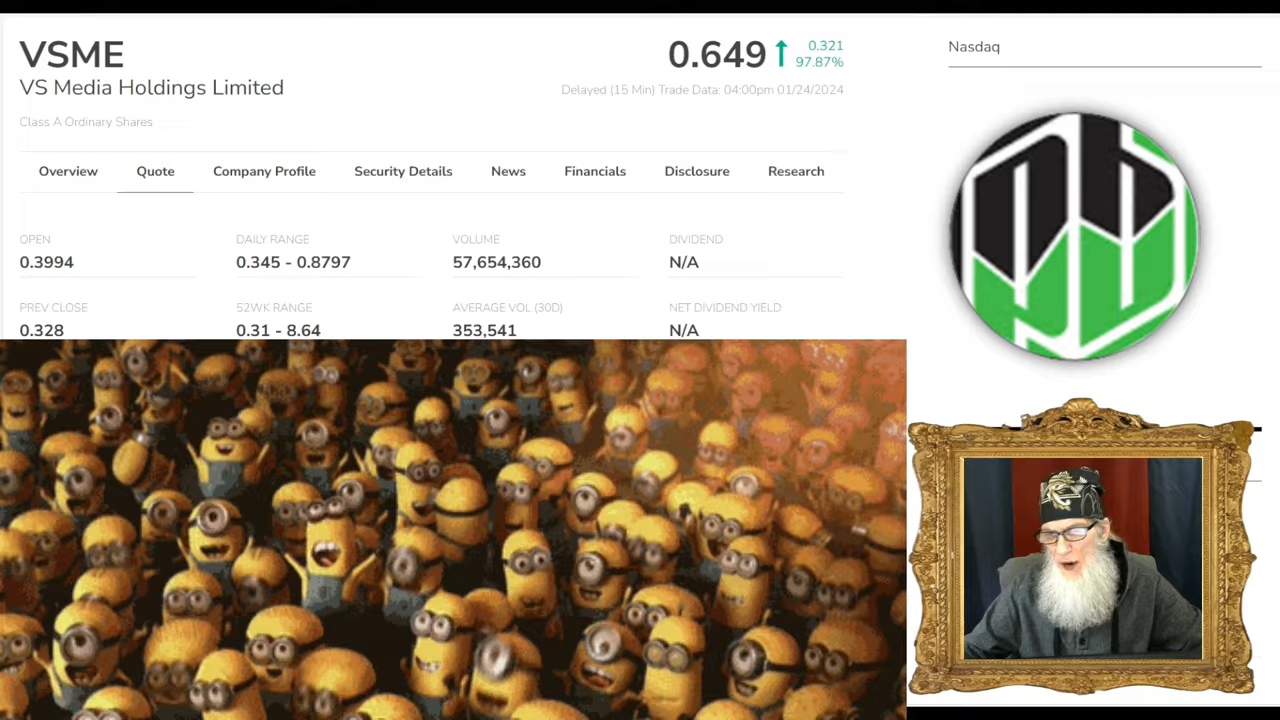 VSME
VS Media Holdings Limited
Class A Ordinary Shares
0.649 0.321
97.87%
Delayed (15 Min) Trade Data: 04:00pm 01/24/2024
Nasdaq
Overview Quote Company Profile Security Details News Financials Disclosure Research
OPEN DAILY RANGE VOLUME DIVIDEND
0.3994 0.345 - 0.8797 57,654,360 N/A
PREV CLOSE 52WK RANGE AVERAGE VOL (30D) NET DIVIDEND YIELD
0.328 0.31 - 8.64 353,541 N/A